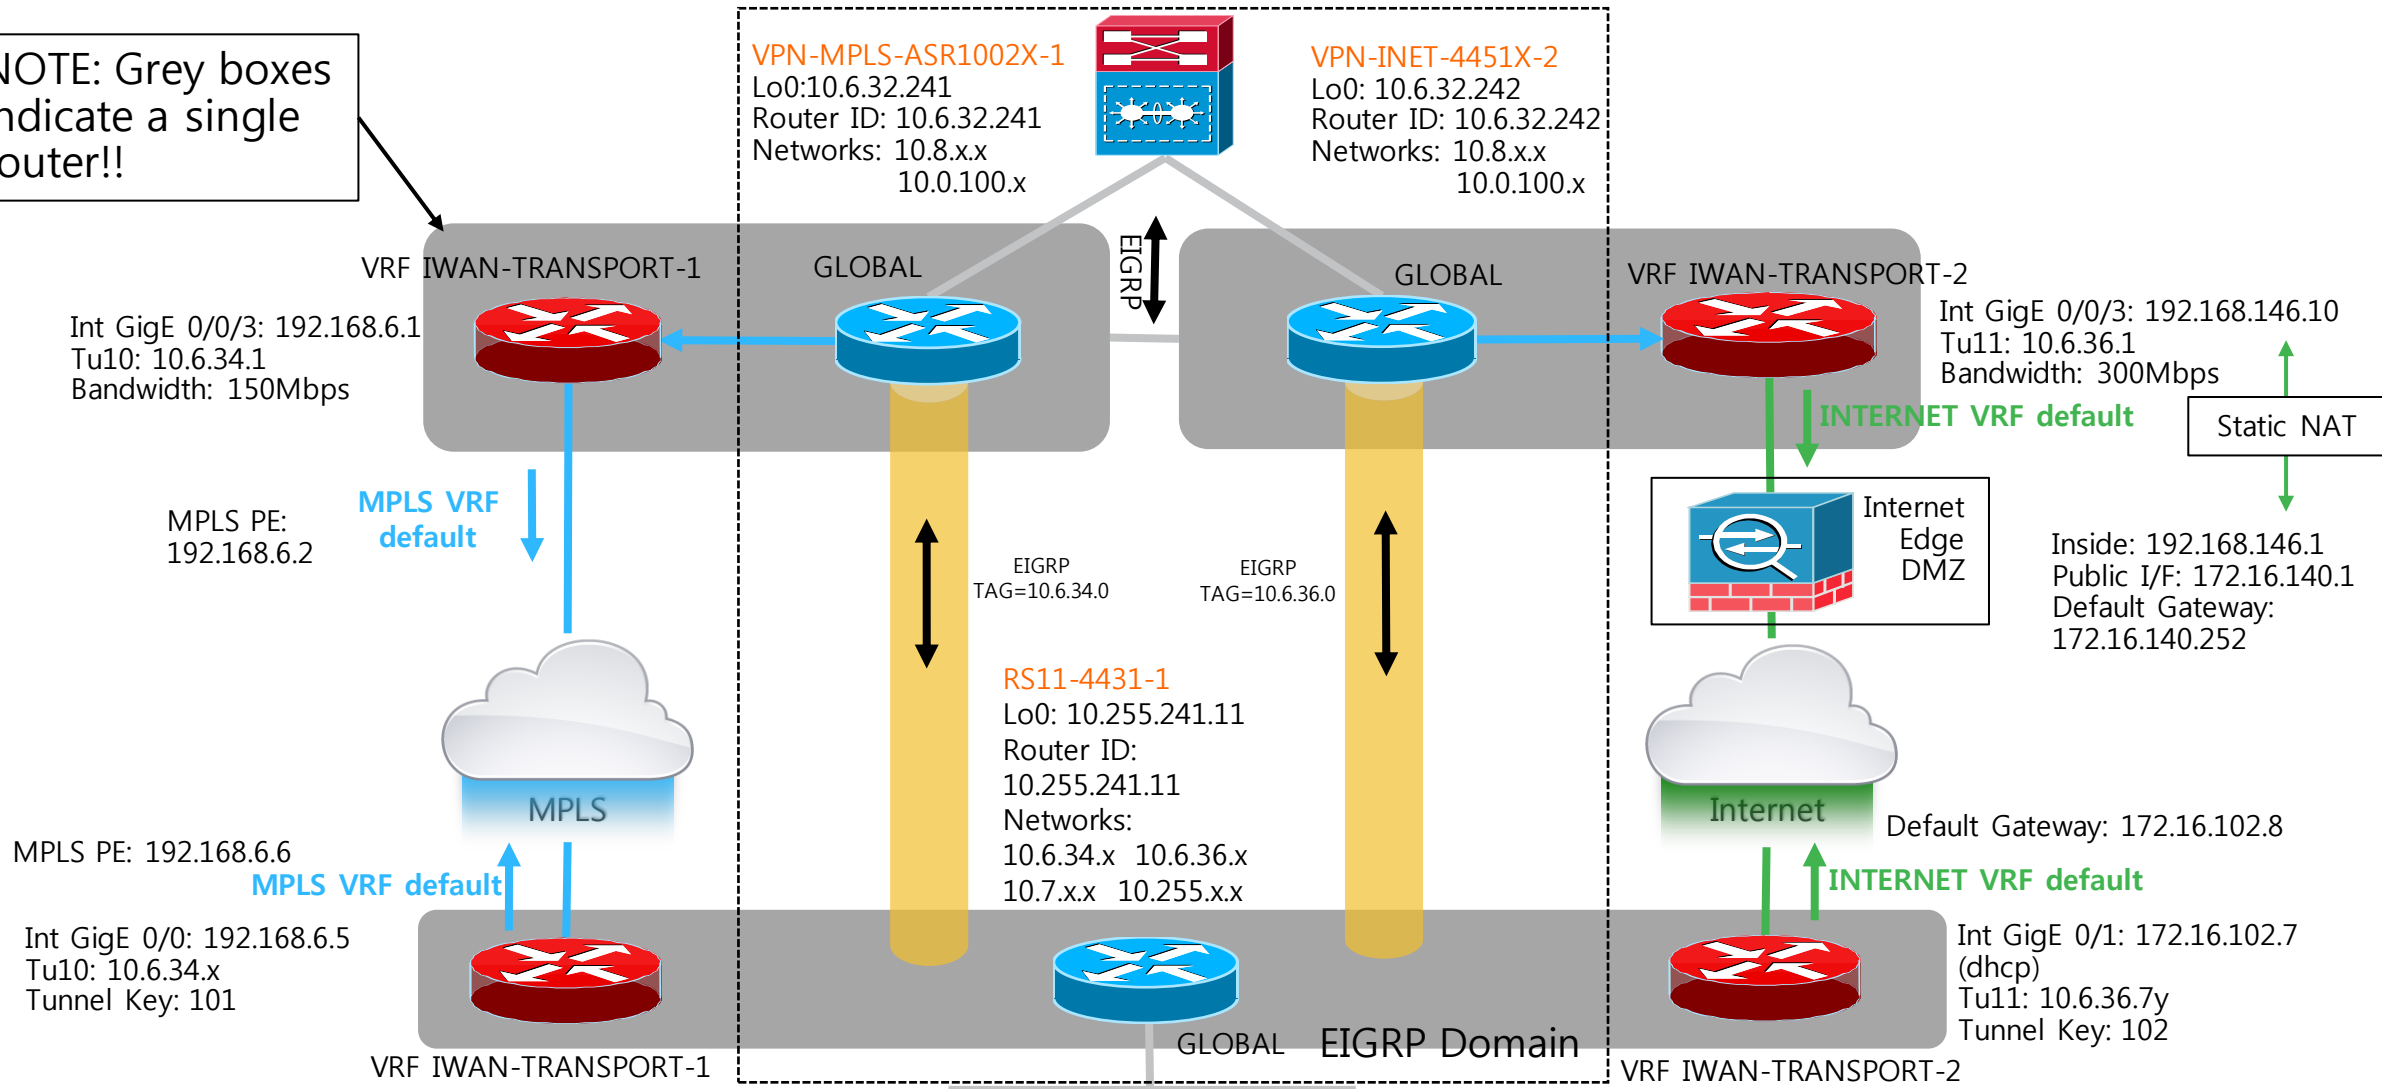 NOTE: Grey boxes
indicate a single
router!!
VPN-MPLS-ASR1002X-1
Lo0:10.6.32.241
Router ID: 10.6.32.241
Networks: 10.8.x.x
10.0.100.x
VPN-INET-4451X-2
Lo0: 10.6.32.242
Router ID: 10.6.32.242
Networks: 10.8.x.x
10.0.100.x
EIGRP
VRF IWAN-TRANSPORT-1
GLOBAL
GLOBAL
VRF IWAN-TRANSPORT-2
Int GigE 0/0/3: 192.168.6.1
Tu10: 10.6.34.1
Bandwidth: 150Mbps
Int GigE 0/0/3: 192.168.146.10
Tu11: 10.6.36.1
Bandwidth: 300Mbps
INTERNET VRF default
Static NAT
MPLS PE:
192.168.6.2
MPLS VRF
default
EIGRP
TAG=10.6.34.0
EIGRP
TAG=10.6.36.0
Internet
Edge
DMZ
Inside: 192.168.146.1
Public I/F: 172.16.140.1
Default Gateway:
172.16.140.252
RS11-4431-1
Lo0: 10.255.241.11
Router ID:
10.255.241.11
Networks:
10.6.34.x 10.6.36.x
10.7.x.x 10.255.x.x
MPLS
Internet
Default Gateway: 172.16.102.8
MPLS PE: 192.168.6.6
MPLS VRF default
INTERNET VRF default
Int GigE 0/0: 192.168.6.5
Tu10: 10.6.34.x
Tunnel Key: 101
Int GigE 0/1: 172.16.102.7
(dhcp)
Tu11: 10.6.36.7y
Tunnel Key: 102
GLOBAL
EIGRP Domain
VRF IWAN-TRANSPORT-1
VRF IWAN-TRANSPORT-2